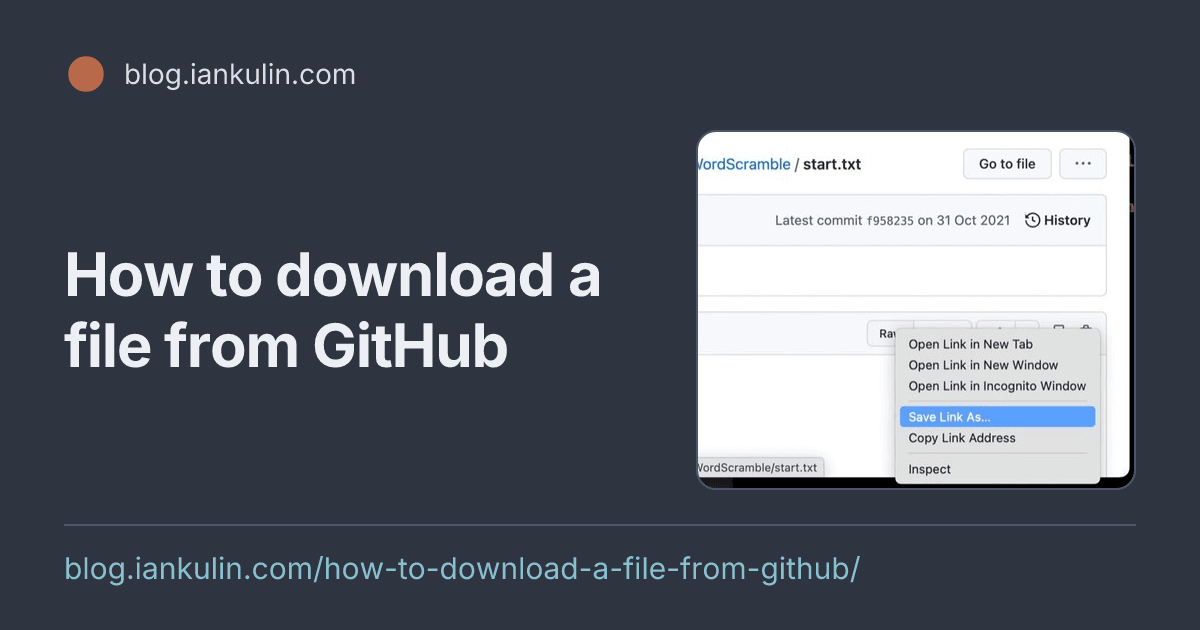 blog.iankulin.com
How to download a
file from GitHub
WordScramble / start.txt
Go to file
...
Latest commit f958235 on 31 Oct 2021
History
Raw
Open Link in New Tab
Open Link in New Window
Open Link in Incognito Window
Save Link As...
Copy Link Address
Inspect
WordScramble/start.txt
blog.iankulin.com/how-to-download-a-file-from-github/